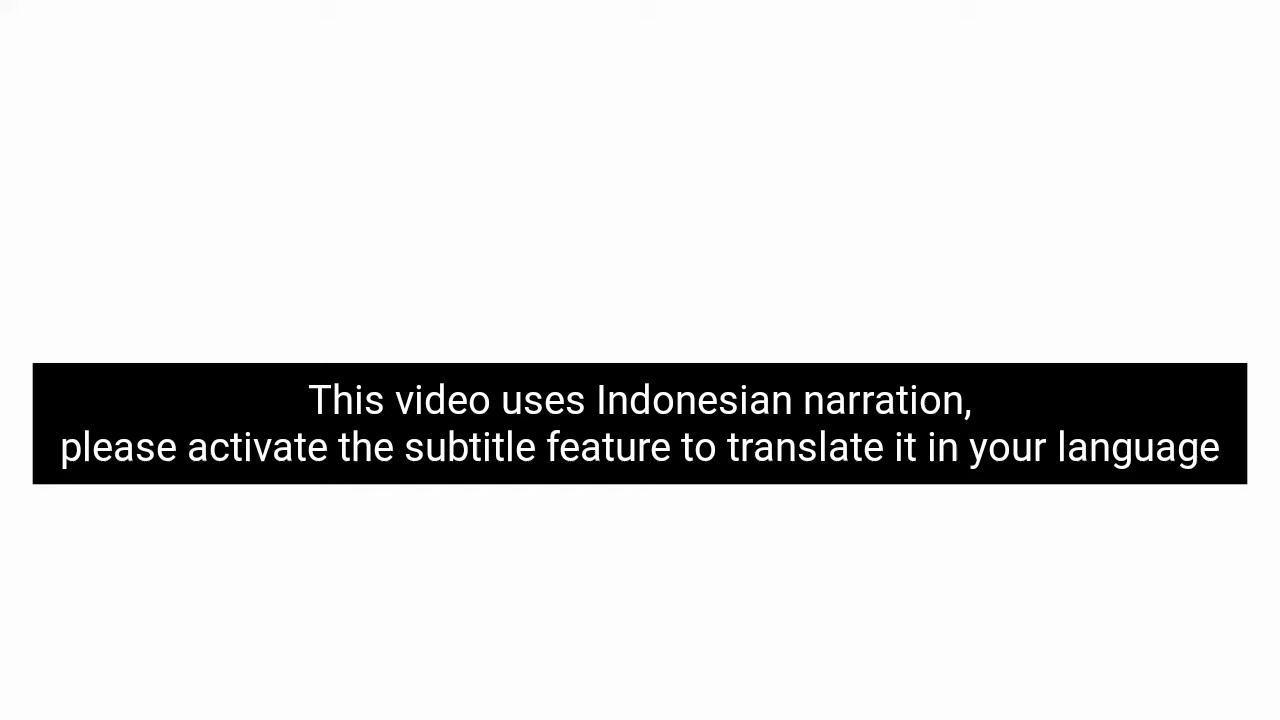 This video uses Indonesian narration,
please activate the subtitle feature to translate it in your language